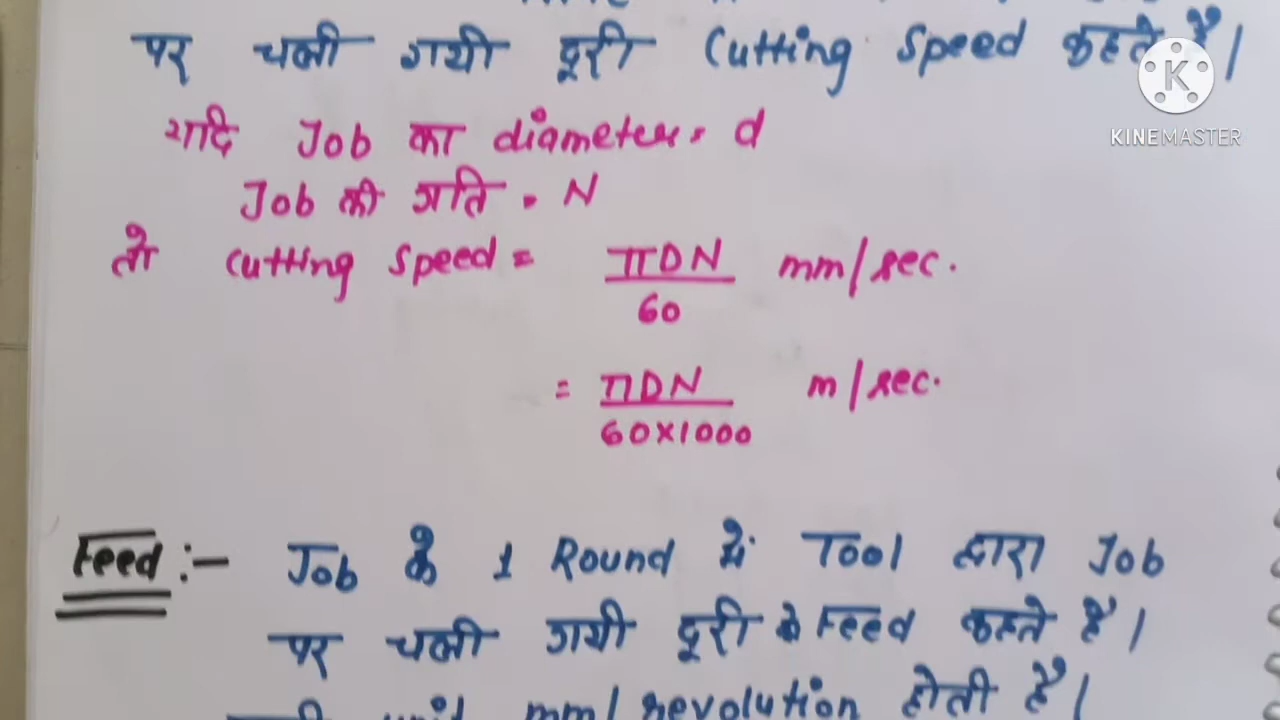 पर चली गयी दूरी Cutting Speed कहते हैं।
K
KINEMASTER
यदि Job का diameter = d
Job की गति = N
तो Cutting Speed = πDN/60 mm/sec.
= πDN/60×1000 m/sec.
Feed :- Job के 1 Round में Tool द्वारा Job
पर चली गयी दूरी को Feed कहते हैं।
unit mm/revolution होती है।